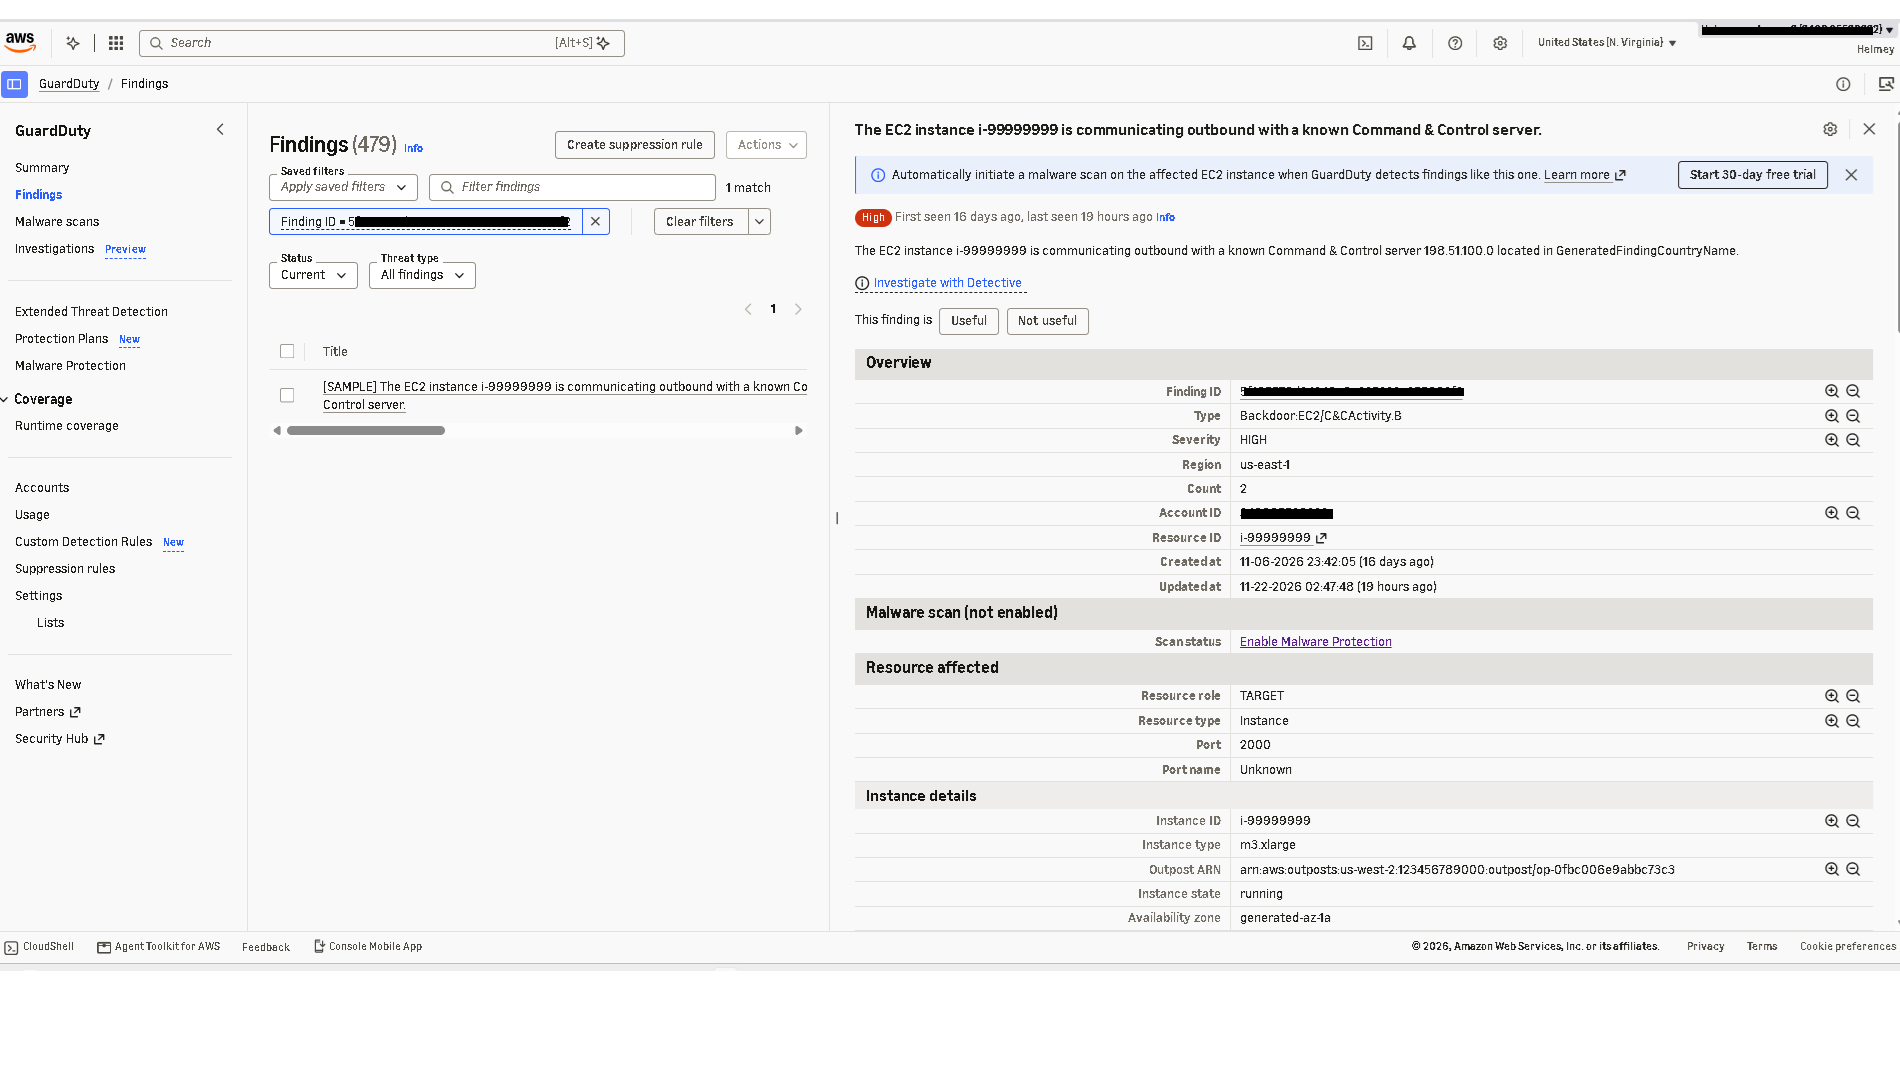 aws
Search [Alt+S]
United States (N. Virginia)
Helmey
GuardDuty / Findings
GuardDuty
Summary
Findings
Malware scans
Investigations Preview
Extended Threat Detection
Protection Plans New
Malware Protection
Coverage
Runtime coverage
Accounts
Usage
Custom Detection Rules New
Suppression rules
Settings
Lists
What's New
Partners
Security Hub
Findings (479) Info
Create suppression rule
Actions
Saved filters
Apply saved filters
Filter findings
1 match
Finding ID =
Clear filters
Status
Current
Threat type
All findings
1
Title
[SAMPLE] The EC2 instance i-99999999 is communicating outbound with a known Co
Control server.
The EC2 instance i-99999999 is communicating outbound with a known Command & Control server.
Automatically initiate a malware scan on the affected EC2 instance when GuardDuty detects findings like this one. Learn more
Start 30-day free trial
High First seen 16 days ago, last seen 19 hours ago Info
The EC2 instance i-99999999 is communicating outbound with a known Command & Control server 198.51.100.0 located in GeneratedFindingCountryName.
Investigate with Detective
This finding is Useful Not useful
Overview
Finding ID
Type Backdoor:EC2/C&CActivity.B
Severity HIGH
Region us-east-1
Count 2
Account ID
Resource ID i-99999999
Created at 11-06-2026 23:42:05 (16 days ago)
Updated at 11-22-2026 02:47:48 (19 hours ago)
Malware scan (not enabled)
Scan status Enable Malware Protection
Resource affected
Resource role TARGET
Resource type Instance
Port 2000
Port name Unknown
Instance details
Instance ID i-99999999
Instance type m3.xlarge
Outpost ARN arn:aws:outposts:us-west-2:123456789000:outpost/op-0fbc006e9abbc73c3
Instance state running
Availability zone generated-az-1a
CloudShell Agent Toolkit for AWS Feedback Console Mobile App
© 2026, Amazon Web Services, Inc. or its affiliates. Privacy Terms Cookie preferences